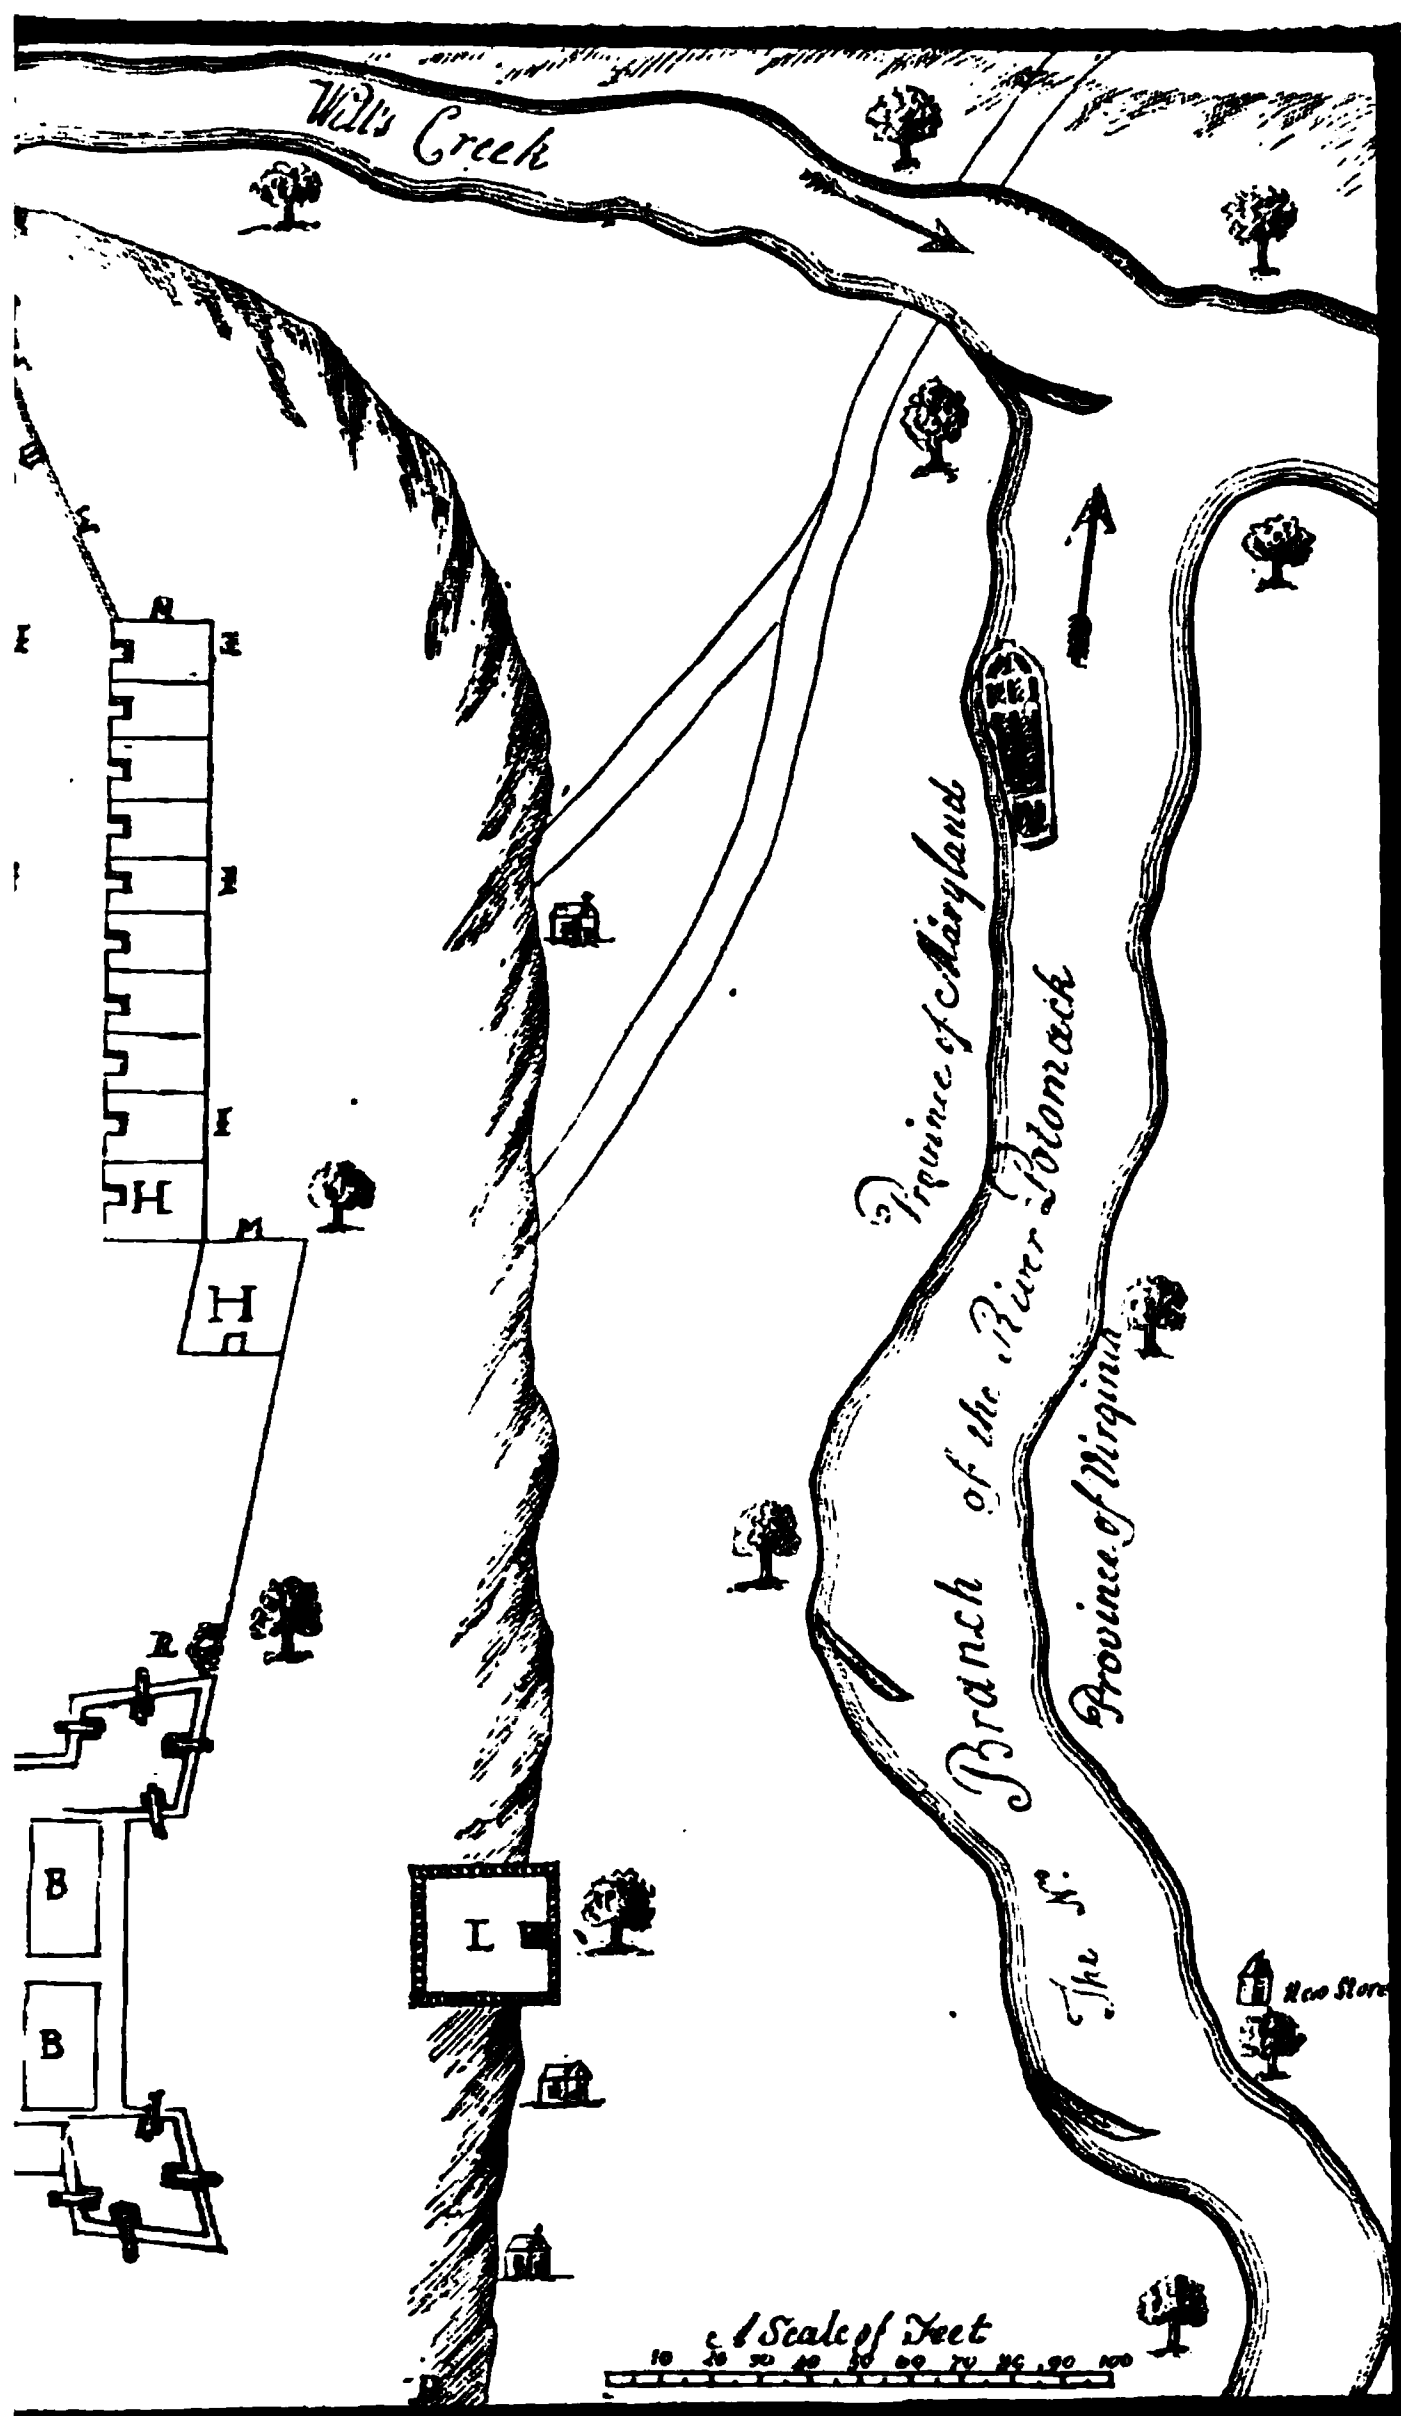 Will's Creek
M
M
M
M
H
M
H
Province of Maryland
The N. Branch of the River Potomack
Province of Virginia
R
B
L
B
New Store
A Scale of Feet
10 20 30 40 50 60 70 80 90 100